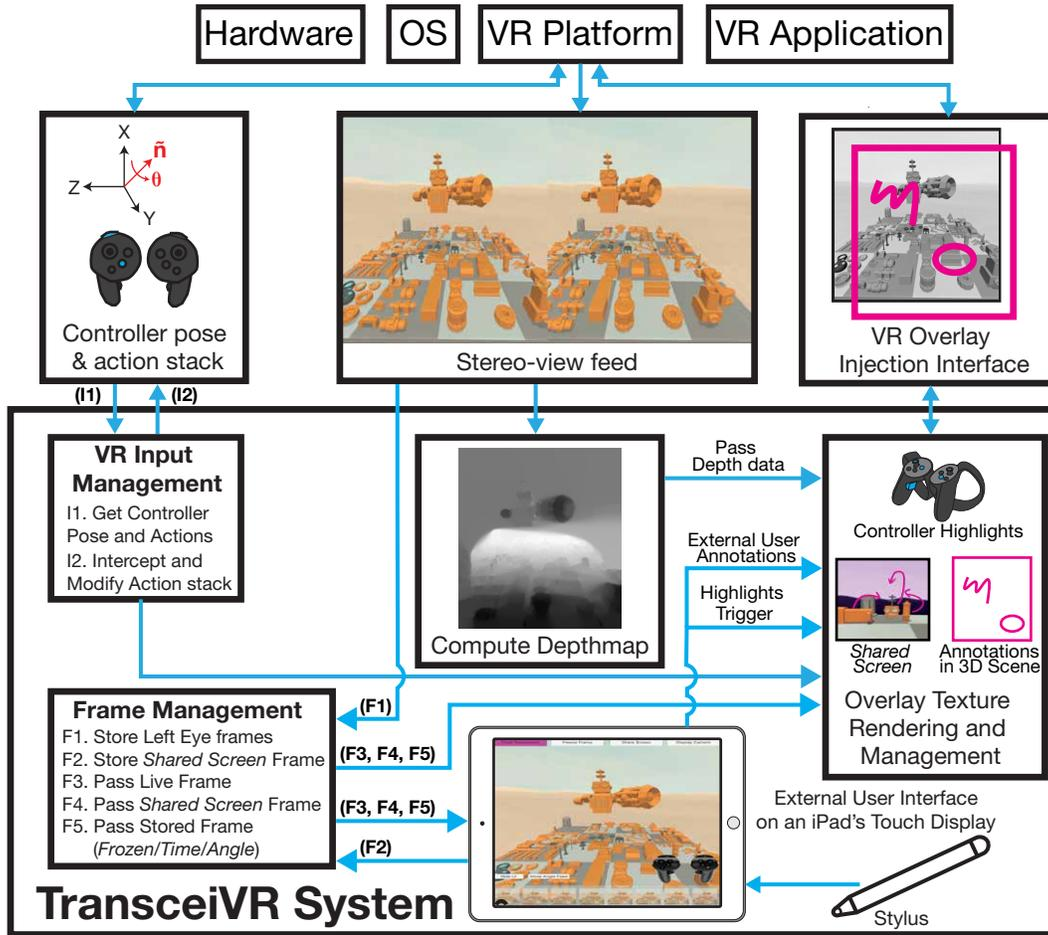 Hardware
OS
VR Platform
VR Application
X
ñ
θ
Z
Y
Controller pose
& action stack
Stereo-view feed
VR Overlay
Injection Interface
(I1)
(I2)
VR Input
Management
I1. Get Controller
Pose and Actions
I2. Intercept and
Modify Action stack
Compute Depthmap
Pass
Depth data
External User
Annotations
Highlights
Trigger
Controller Highlights
Shared
Screen
Annotations
in 3D Scene
Overlay Texture
Rendering and
Management
Frame Management
F1. Store Left Eye frames
F2. Store Shared Screen Frame
F3. Pass Live Frame
F4. Pass Shared Screen Frame
F5. Pass Stored Frame
(Frozen/Time/Angle)
(F1)
(F3, F4, F5)
(F3, F4, F5)
(F2)
Freeze Frame
Share Screen
External User Interface
on an iPad's Touch Display
Stylus
TransceiVR System